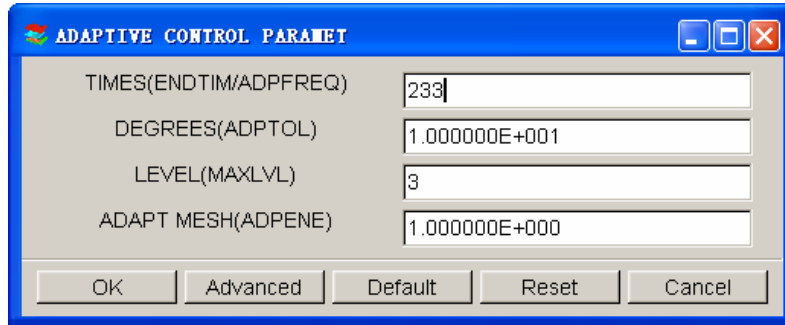 ADAPTIVE CONTROL PARAMET
TIMES(ENDTIM/ADPFREQ) 233
DEGREES(ADPTOL) 1.000000E+001
LEVEL(MAXLVL) 3
ADAPT MESH(ADPENE) 1.000000E+000
OK Advanced Default Reset Cancel